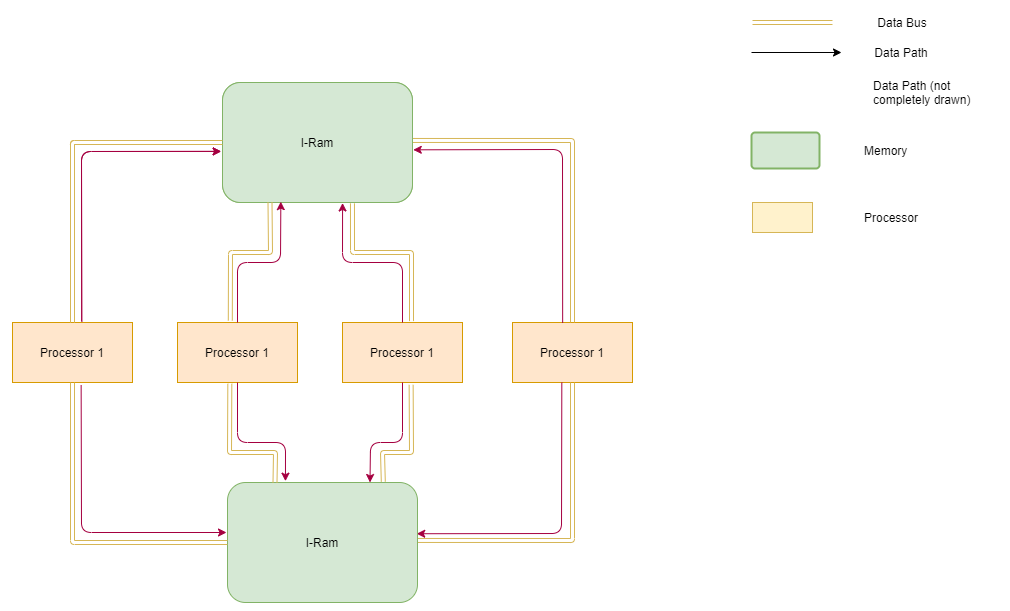 Data Bus
Data Path
Data Path (not
completely drawn)
I-Ram
Memory
Processor
Processor 1
Processor 1
Processor 1
Processor 1
I-Ram